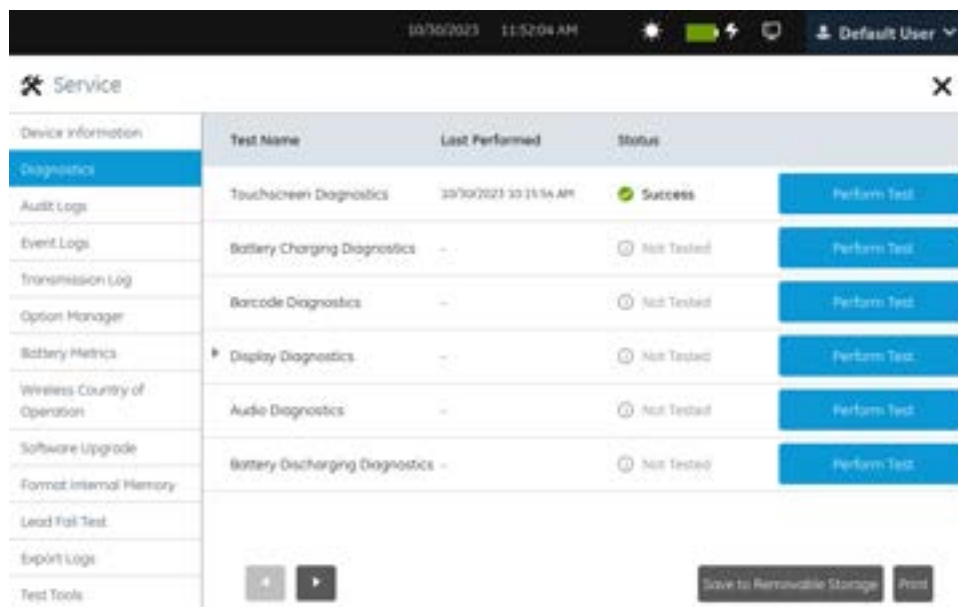 10/30/2023 11:52:04 AM Default User
Service
Device Information
Diagnostics
Audit Logs
Event Logs
Transmission Log
Option Manager
Battery Metrics
Wireless Country of
Operation
Software Upgrade
Format Internal Memory
Lead Fail Test
Export Logs
Test Tools
Test Name Last Performed Status
Touchscreen Diagnostics 10/30/2023 10:15:54 AM Success Perform Test
Battery Charging Diagnostics - Not Tested Perform Test
Barcode Diagnostics - Not Tested Perform Test
Display Diagnostics - Not Tested Perform Test
Audio Diagnostics - Not Tested Perform Test
Battery Discharging Diagnostics - Not Tested Perform Test
Save to Removable Storage Print